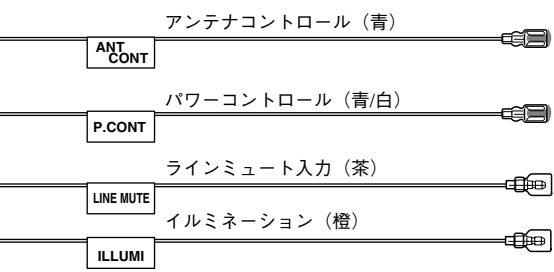 アンテナコントロール（青）
ANT
CONT
パワーコントロール（青/白）
P.CONT
ラインミュート入力（茶）
LINE MUTE
イルミネーション（橙）
ILLUMI